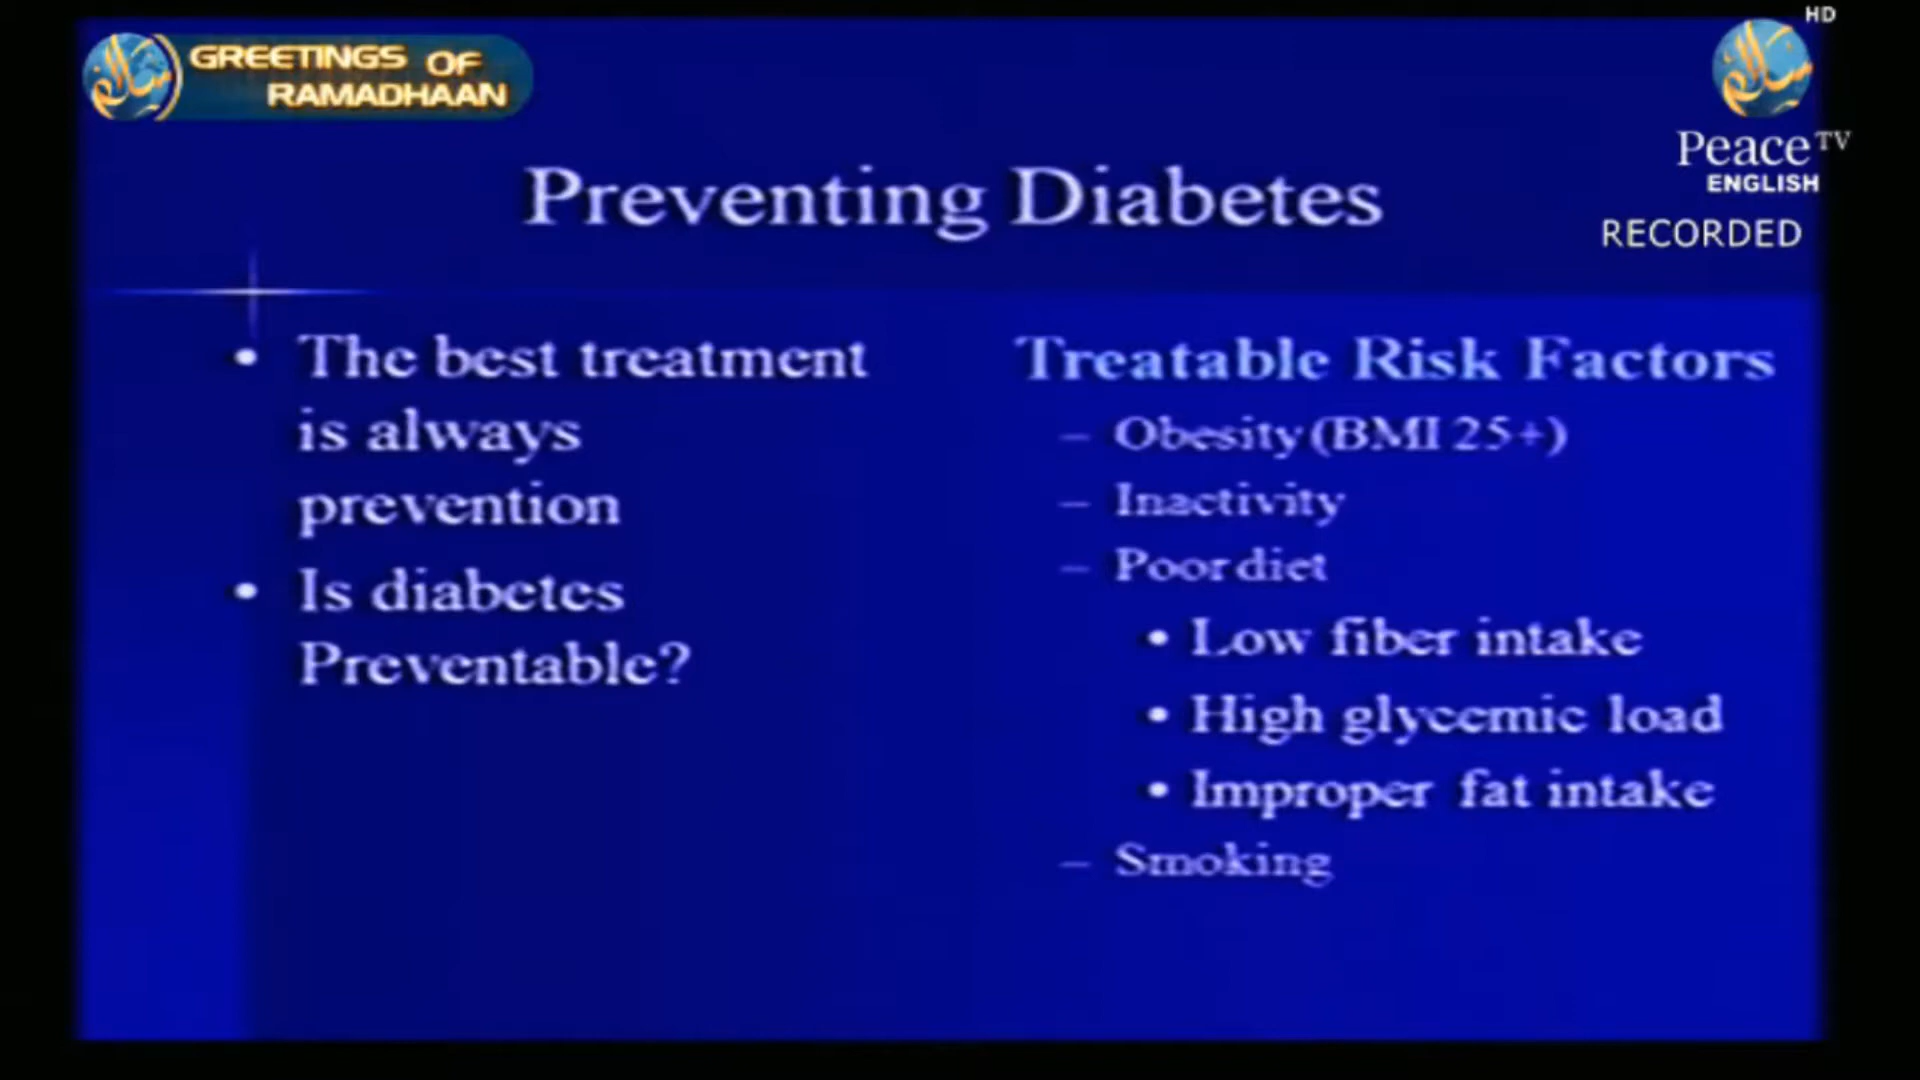 HD
GREETINGS OF
RAMADHAAN
Peace TV
ENGLISH
RECORDED
Preventing Diabetes
• The best treatment
is always
prevention
• Is diabetes
Preventable?
Treatable Risk Factors
– Obesity (BMI 25+)
– Inactivity
– Poor diet
• Low fiber intake
• High glycemic load
• Improper fat intake
– Smoking